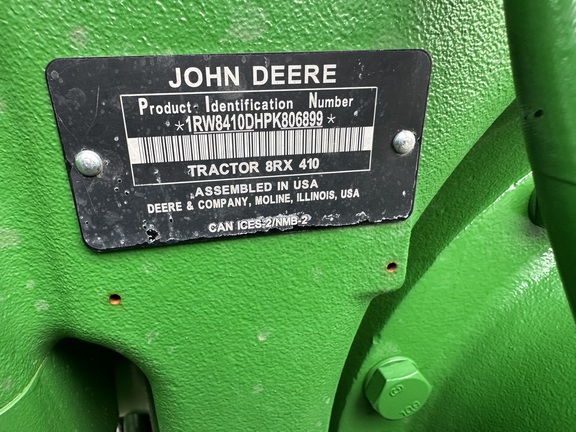 JOHN DEERE
Product Identification Number
*1RW8410DHPK806899*
TRACTOR 8RX 410
ASSEMBLED IN USA
DEERE & COMPANY, MOLINE, ILLINOIS, USA
CAN ICES-2/NMB-2